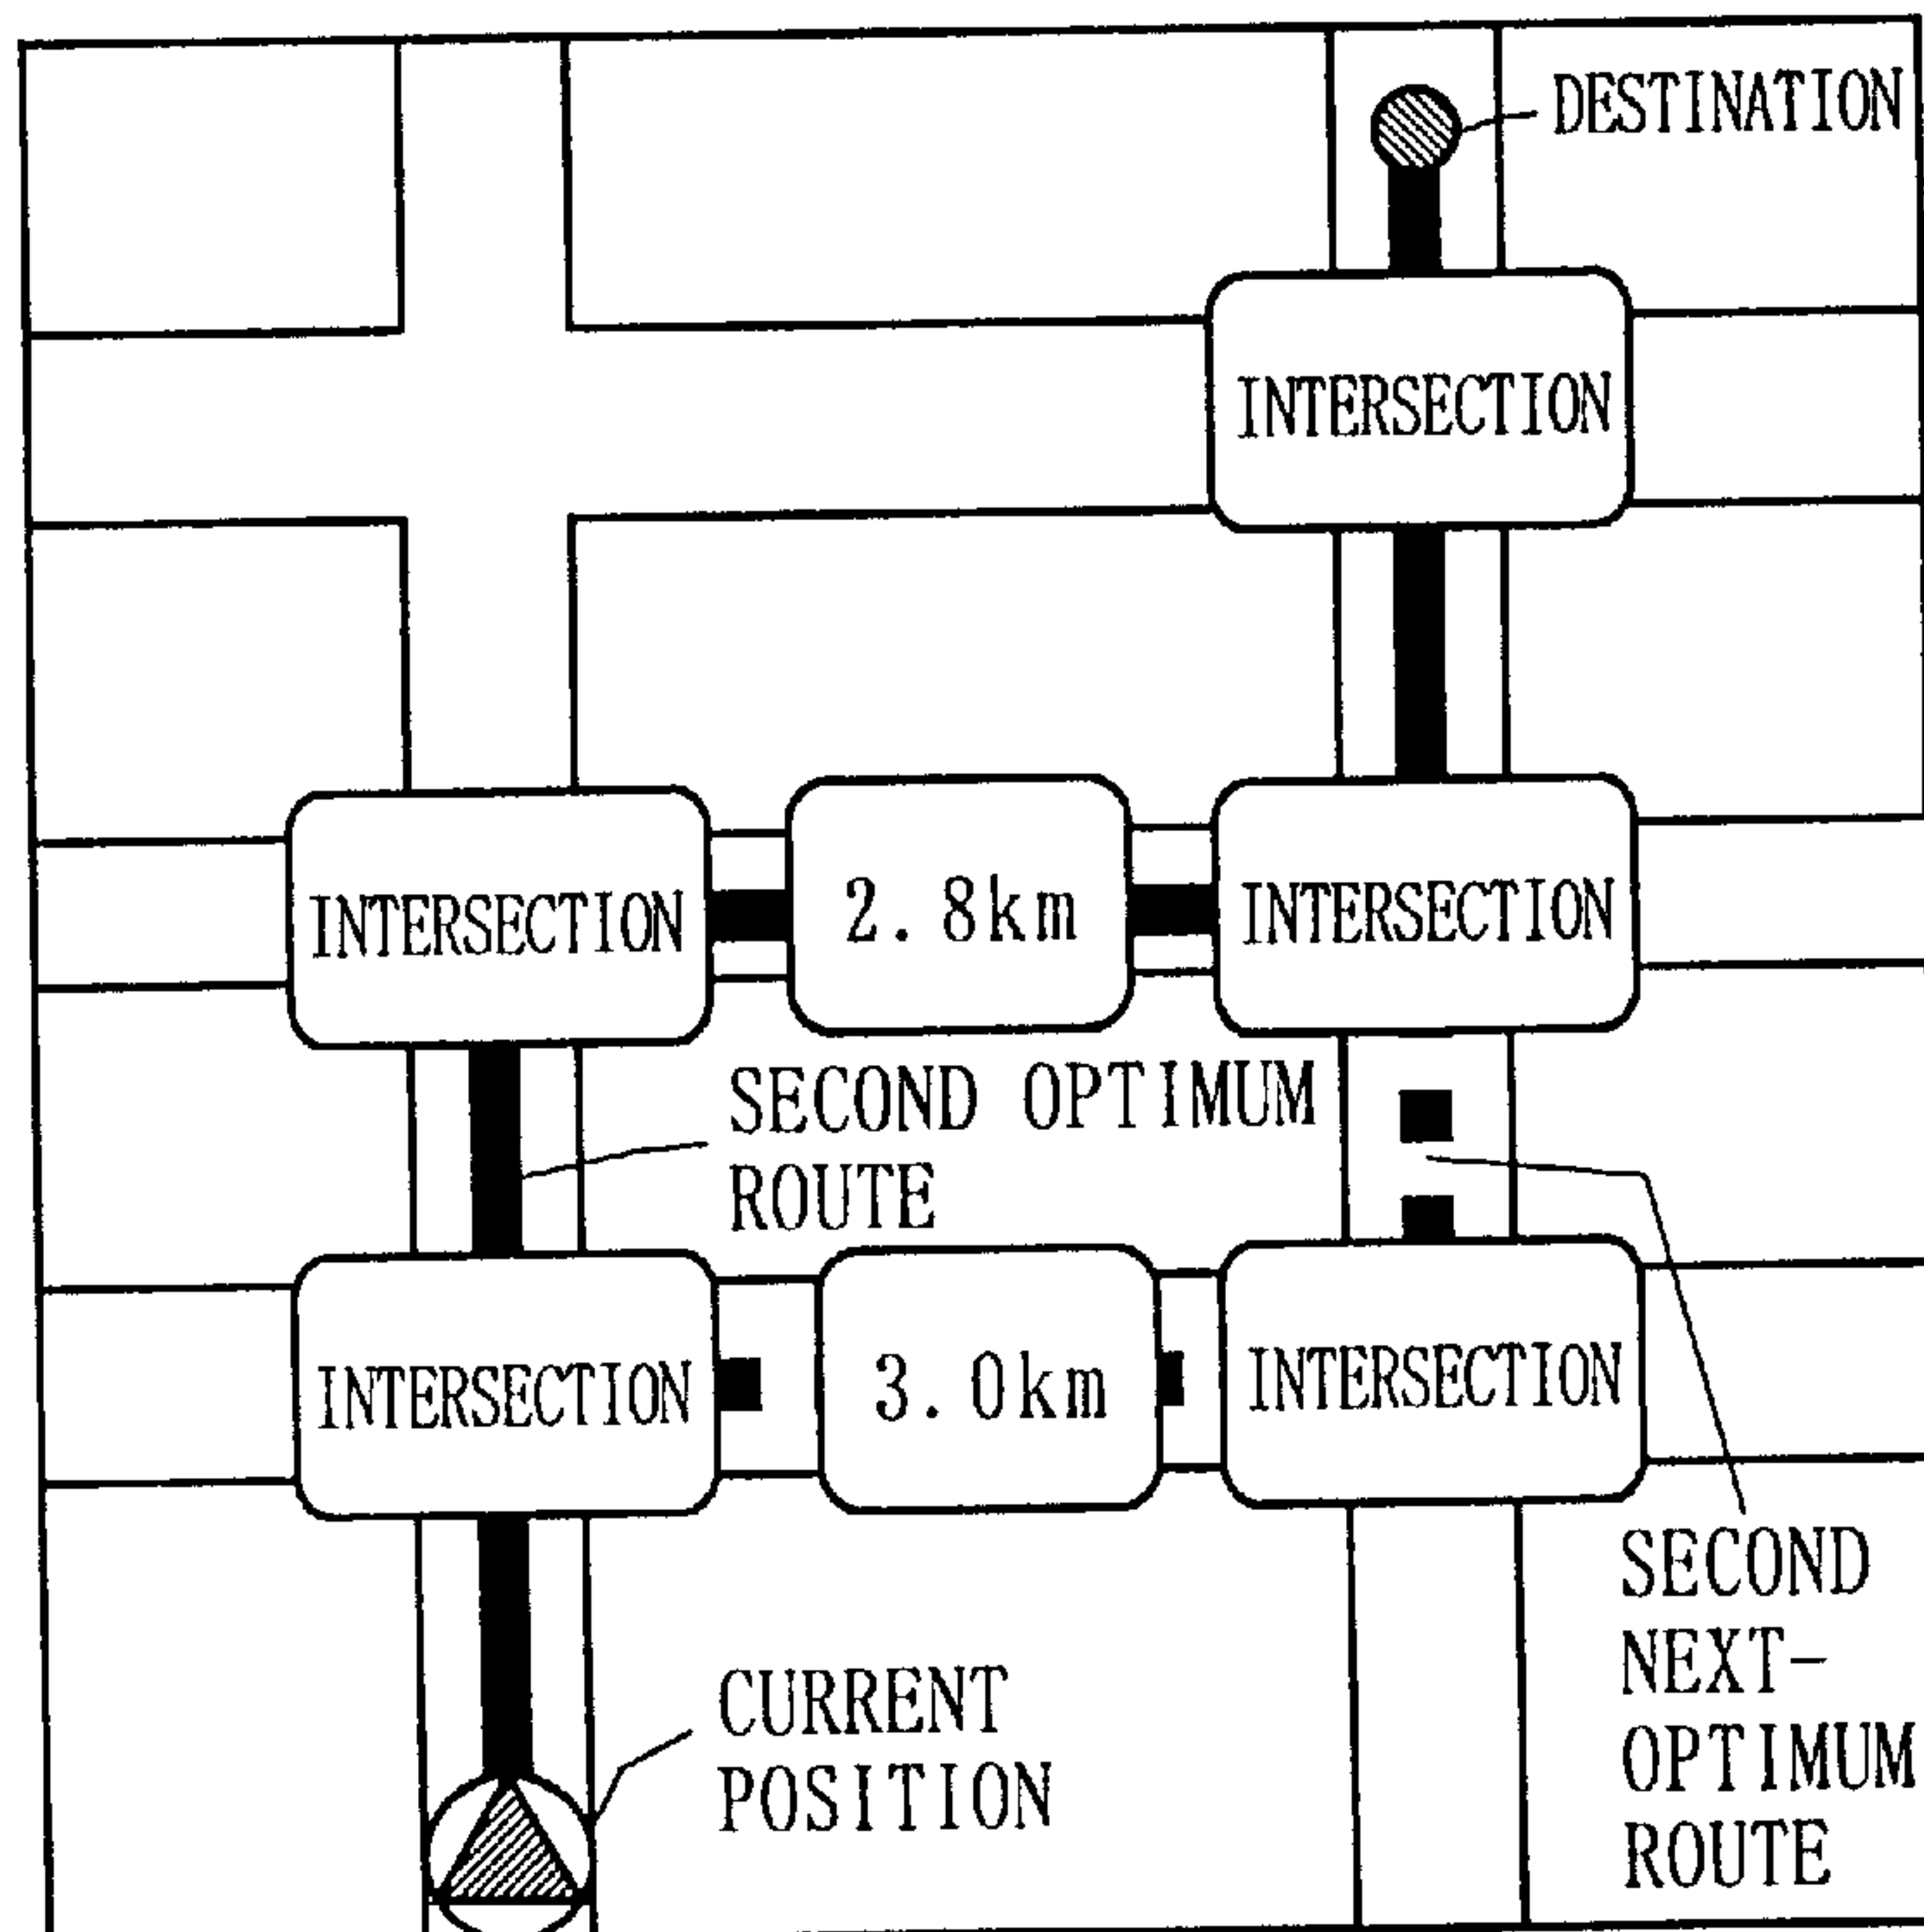 DESTINATION
INTERSECTION
INTERSECTION
2.8km
INTERSECTION
SECOND OPTIMUM
ROUTE
INTERSECTION
3.0km
INTERSECTION
SECOND
NEXT-
OPTIMUM
ROUTE
CURRENT
POSITION